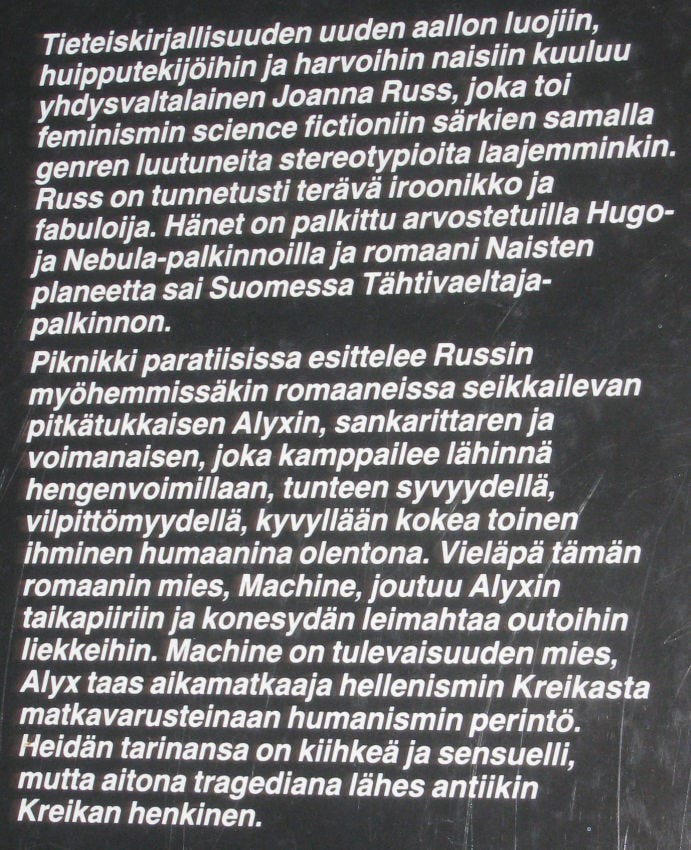 Tieteiskirjallisuuden uuden aallon luojiin,
huipputekijöihin ja harvoihin naisiin kuuluu
yhdysvaltalainen Joanna Russ, joka toi
feminismin science fictioniin särkien samalla
genren luutuneita stereotypioita laajemminkin.
Russ on tunnetusti terävä iroonikko ja
fabuloija. Hänet on palkittu arvostetuilla Hugo-
ja Nebula-palkinnoilla ja romaani Naisten
planeetta sai Suomessa Tähtivaeltaja-
palkinnon.
Piknikki paratiisissa esittelee Russin
myöhemmissäkin romaaneissa seikkailevan
pitkätukkaisen Alyxin, sankarittaren ja
voimanaisen, joka kamppailee lähinnä
hengenvoimillaan, tunteen syvyydellä,
vilpittömyydellä, kyvyllään kokea toinen
ihminen humaanina olentona. Vieläpä tämän
romaanin mies, Machine, joutuu Alyxin
taikapiiriin ja konesydän leimahtaa outoihin
liekkeihin. Machine on tulevaisuuden mies,
Alyx taas aikamatkaaja hellenismin Kreikasta
matkavarusteinaan humanismin perintö.
Heidän tarinansa on kiihkeä ja sensuelli,
mutta aitona tragediana lähes antiikin
Kreikan henkinen.